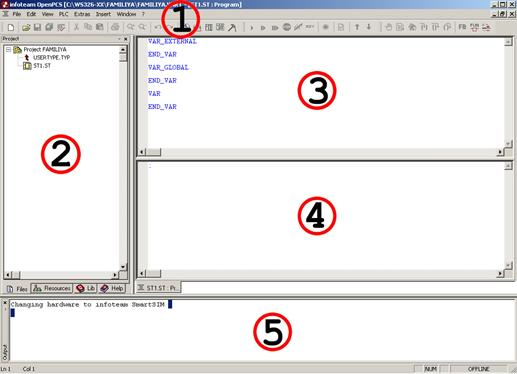 infoteam OpenPCS [C:\WS326-XX\FAMILIYA\FAMILIYA.VAR - [ST1.ST : Program]
File Edit View PLC Extras Insert Window ?
1
Project
Project FAMILIYA
USERTYPE.TYP
ST1.ST
2
Files Resources Lib Help
VAR_EXTERNAL
END_VAR
VAR_GLOBAL
END_VAR
VAR
END_VAR
3
;
4
ST1.ST : Pr...
Changing hardware to infoteam SmartSIM
5
Output
Ln 1 Col 1
NUM
OFFLINE